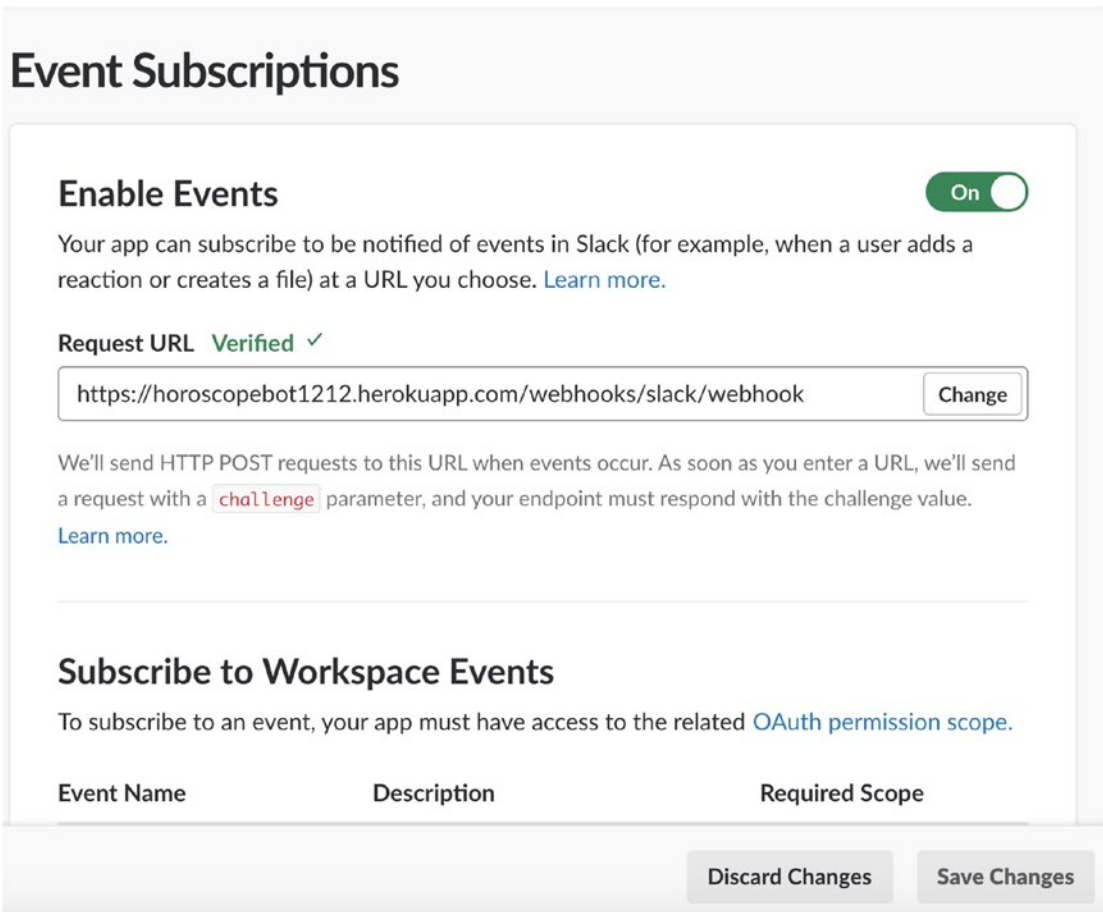 Event Subscriptions
Enable Events
On
Your app can subscribe to be notified of events in Slack (for example, when a user adds a
reaction or creates a file) at a URL you choose. Learn more.
Request URL Verified ✓
https://horoscopebot1212.herokuapp.com/webhooks/slack/webhook
Change
We'll send HTTP POST requests to this URL when events occur. As soon as you enter a URL, we'll send
a request with a challenge parameter, and your endpoint must respond with the challenge value.
Learn more.
Subscribe to Workspace Events
To subscribe to an event, your app must have access to the related OAuth permission scope.
Event Name Description Required Scope
Discard Changes Save Changes